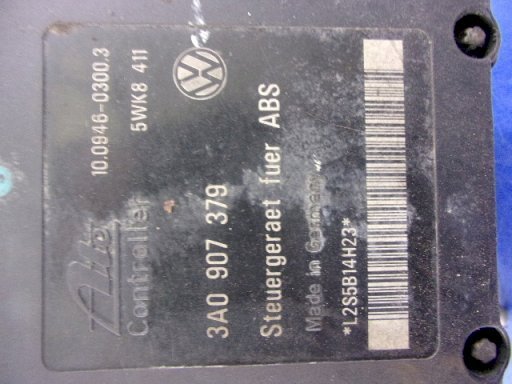 Ate
Controller
10.0946-0300.3
5WK8 411
3A0 907 379
Steuergeraet fuer ABS
Made in Germany
*L2S5B14H23*